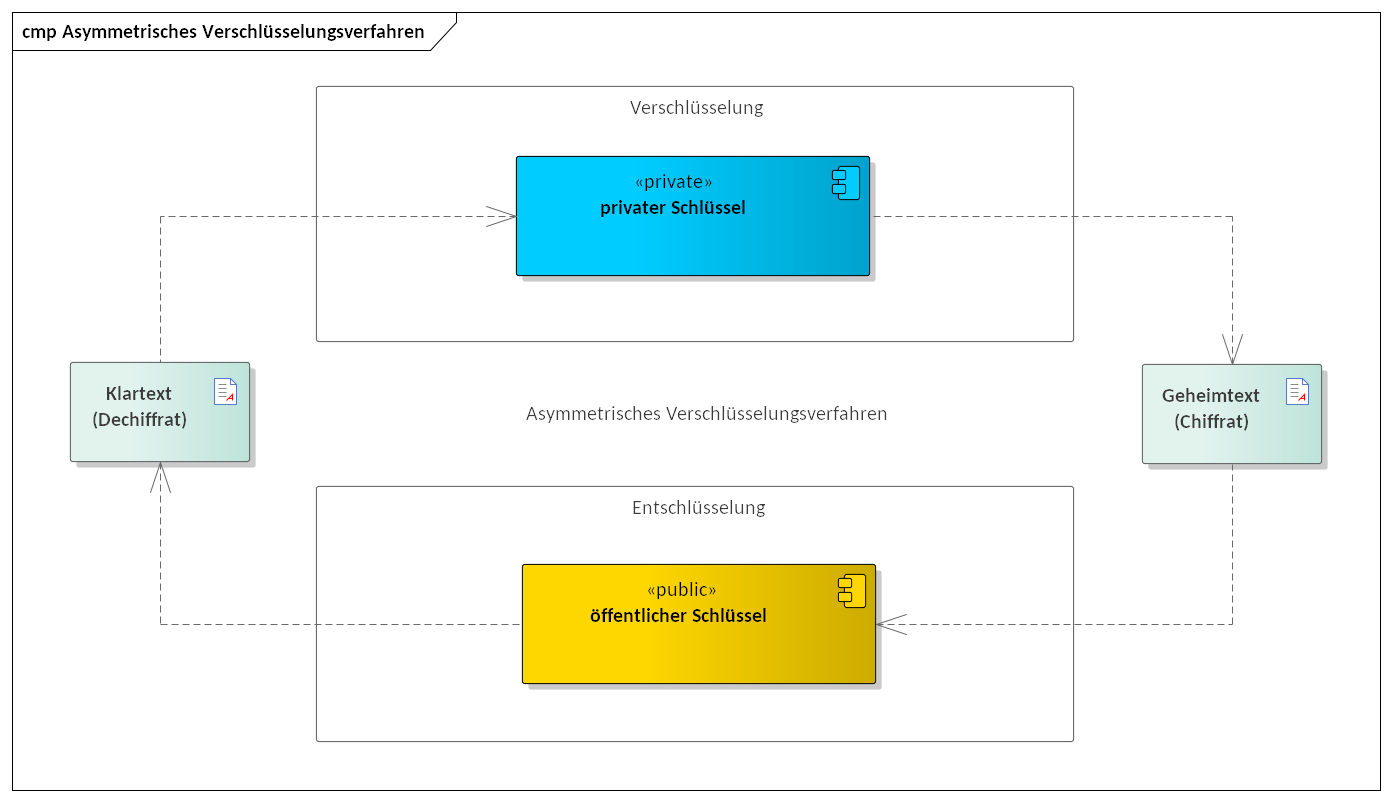 cmp Asymmetrisches Verschlüsselungsverfahren
Verschlüsselung
«private»
privater Schlüssel
Klartext
(Dechiffrat)
Geheimtext
(Chiffrat)
Asymmetrisches Verschlüsselungsverfahren
Entschlüsselung
«public»
öffentlicher Schlüssel